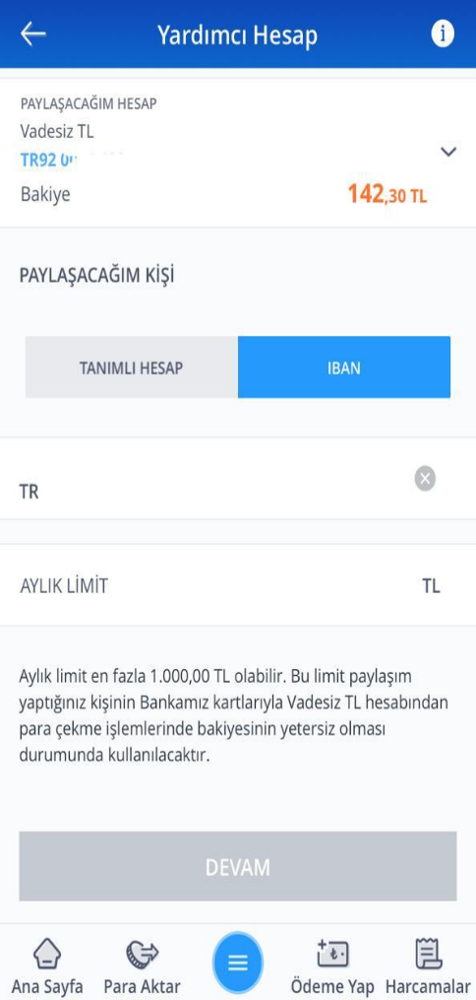 Yardımcı Hesap
PAYLAŞACAĞIM HESAP
Vadesiz TL
TR92
Bakiye
142,30 TL
PAYLAŞACAĞIM KİŞİ
TANIMLI HESAP
IBAN
TR
AYLIK LİMİT
TL
Aylık limit en fazla 1.000,00 TL olabilir. Bu limit paylaşım
yaptığınız kişinin Bankamız kartlarıyla Vadesiz TL hesabından
para çekme işlemlerinde bakiyesinin yetersiz olması
durumunda kullanılacaktır.
DEVAM
Ana Sayfa
Para Aktar
Ödeme Yap
Harcamalar